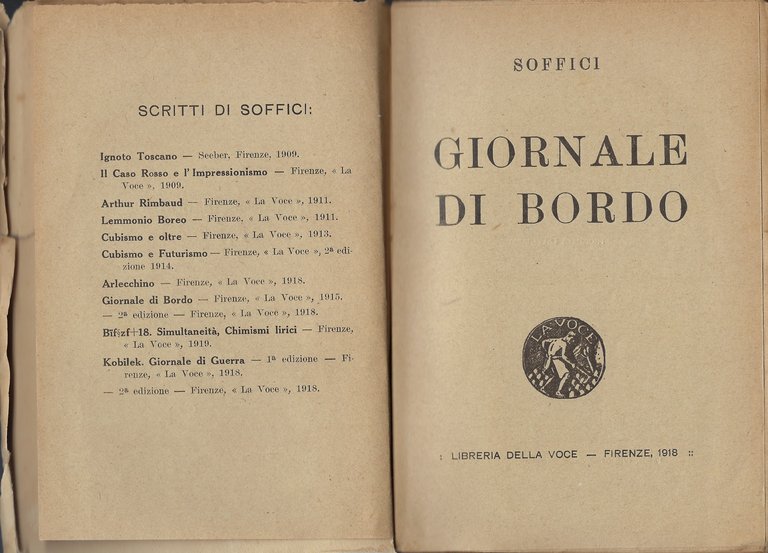 SCRITTI DI SOFFICI:
Ignoto Toscano — Seeber, Firenze, 1909.
Il Caso Rosso e l'Impressionismo — Firenze, « La
Voce », 1909.
Arthur Rimbaud — Firenze, « La Voce », 1911.
Lemmonio Boreo — Firenze, « La Voce », 1911.
Cubismo e oltre — Firenze, « La Voce », 1913.
Cubismo e Futurismo — Firenze, « La Voce », 2ª edi-
zione 1914.
Arlecchino — Firenze, « La Voce », 1918.
Giornale di Bordo — Firenze, « La Voce », 1915.
— 2ª edizione — Firenze, « La Voce », 1918.
Bïf§zf+18. Simultaneità, Chimismi lirici — Firenze,
« La Voce », 1919.
Kobilek. Giornale di Guerra — 1ª edizione — Fi-
renze, « La Voce », 1918.
— 2ª edizione — Firenze, « La Voce », 1918.
SOFFICI
GIORNALE
DI BORDO
LA VOCE
: LIBRERIA DELLA VOCE — FIRENZE, 1918 ::